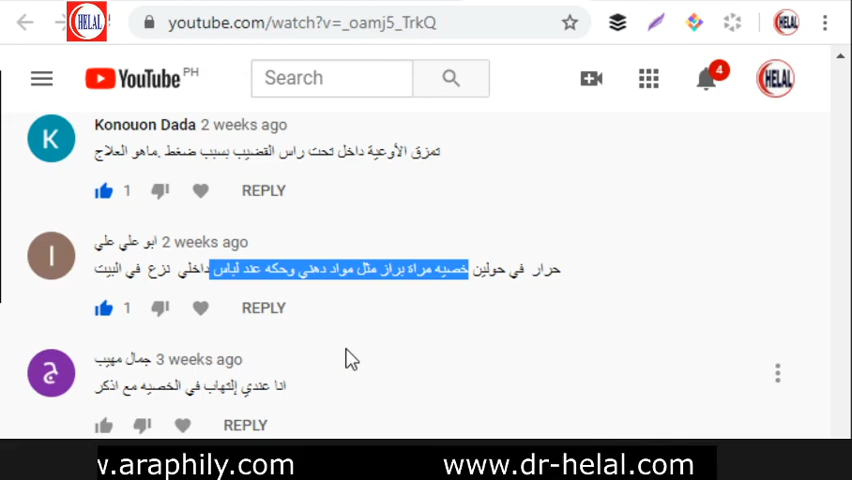 HELAL
youtube.com/watch?v=_oamj5_TrkQ
HELAL
YouTube PH
Search
4
HELAL
K
Konouon Dada 2 weeks ago
تمزق الأوعية داخل تحت راس القضيب بسبب ضغط .ماهو العلاج
1 REPLY
I
ابو علي علي 2 weeks ago
حرار في حولين خصيه مراة براز مثل مواد دهني وحكه عند لباس داخلي نزع في البيت
1 REPLY
ج
جمال مهيب 3 weeks ago
انا عندي إلتهاب في الخصيه مع اذكر
REPLY
w.araphily.com www.dr-helal.com